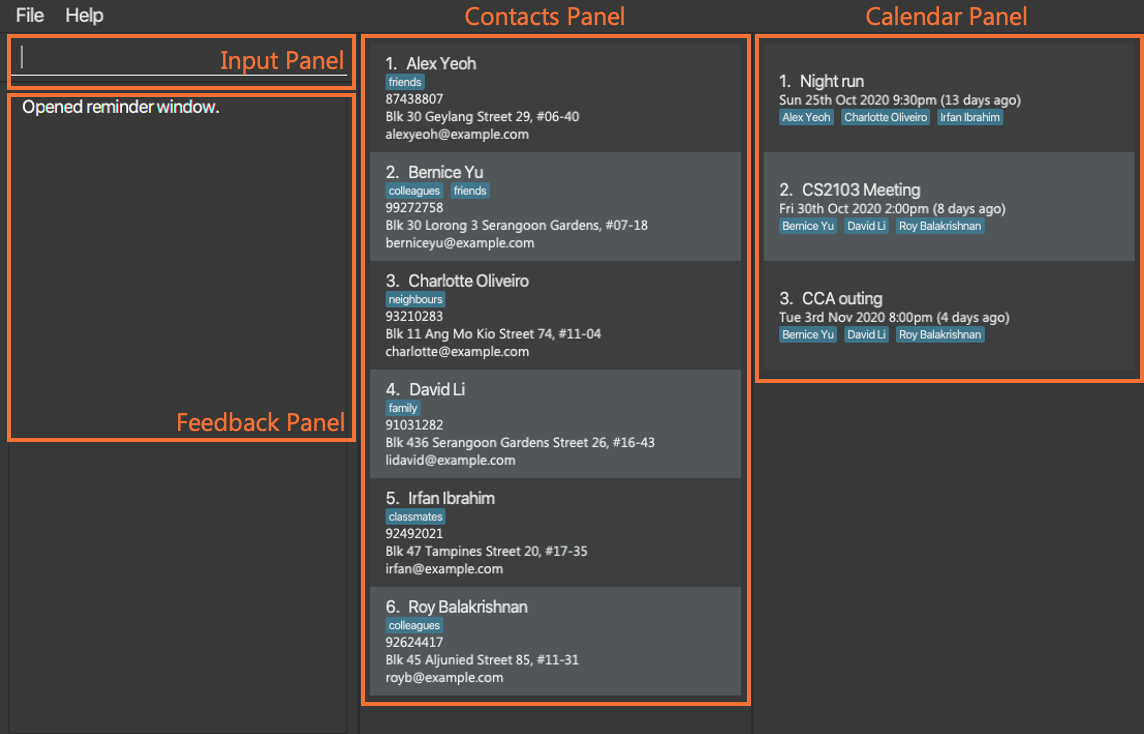 File Help
Contacts Panel
Calendar Panel
Input Panel
Opened reminder window.
Feedback Panel
1. Alex Yeoh
friends
87438807
Blk 30 Geylang Street 29, #06-40
alexyeoh@example.com
2. Bernice Yu
colleagues friends
99272758
Blk 30 Lorong 3 Serangoon Gardens, #07-18
berniceyu@example.com
3. Charlotte Oliveiro
neighbours
93210283
Blk 11 Ang Mo Kio Street 74, #11-04
charlotte@example.com
4. David Li
family
91031282
Blk 436 Serangoon Gardens Street 26, #16-43
lidavid@example.com
5. Irfan Ibrahim
classmates
92492021
Blk 47 Tampines Street 20, #17-35
irfan@example.com
6. Roy Balakrishnan
colleagues
92624417
Blk 45 Aljunied Street 85, #11-31
royb@example.com
1. Night run
Sun 25th Oct 2020 9:30pm (13 days ago)
Alex Yeoh Charlotte Oliveiro Irfan Ibrahim
2. CS2103 Meeting
Fri 30th Oct 2020 2:00pm (8 days ago)
Bernice Yu David Li Roy Balakrishnan
3. CCA outing
Tue 3rd Nov 2020 8:00pm (4 days ago)
Bernice Yu David Li Roy Balakrishnan